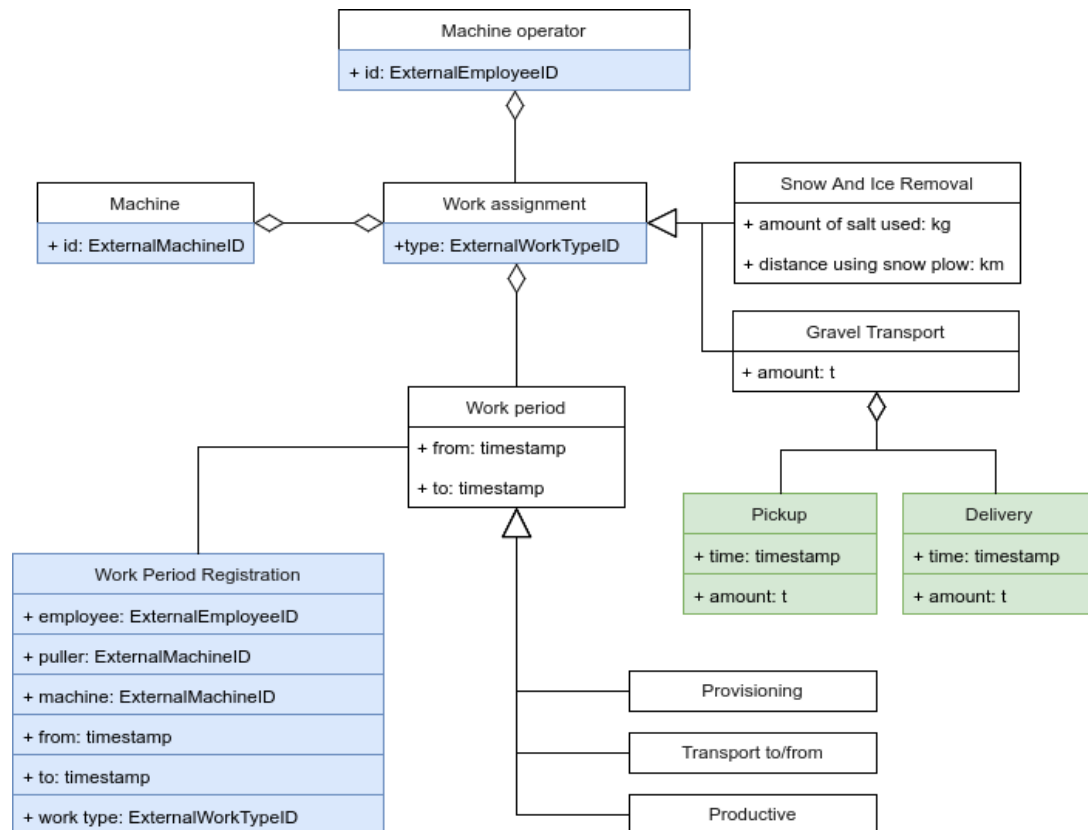 Machine operator
+ id: ExternalEmployeeID
Machine
+ id: ExternalMachineID
Work assignment
+type: ExternalWorkTypeID
Snow And Ice Removal
+ amount of salt used: kg
+ distance using snow plow: km
Gravel Transport
+ amount: t
Work period
+ from: timestamp
+ to: timestamp
Pickup
+ time: timestamp
+ amount: t
Delivery
+ time: timestamp
+ amount: t
Work Period Registration
+ employee: ExternalEmployeeID
+ puller: ExternalMachineID
+ machine: ExternalMachineID
+ from: timestamp
+ to: timestamp
+ work type: ExternalWorkTypeID
Provisioning
Transport to/from
Productive